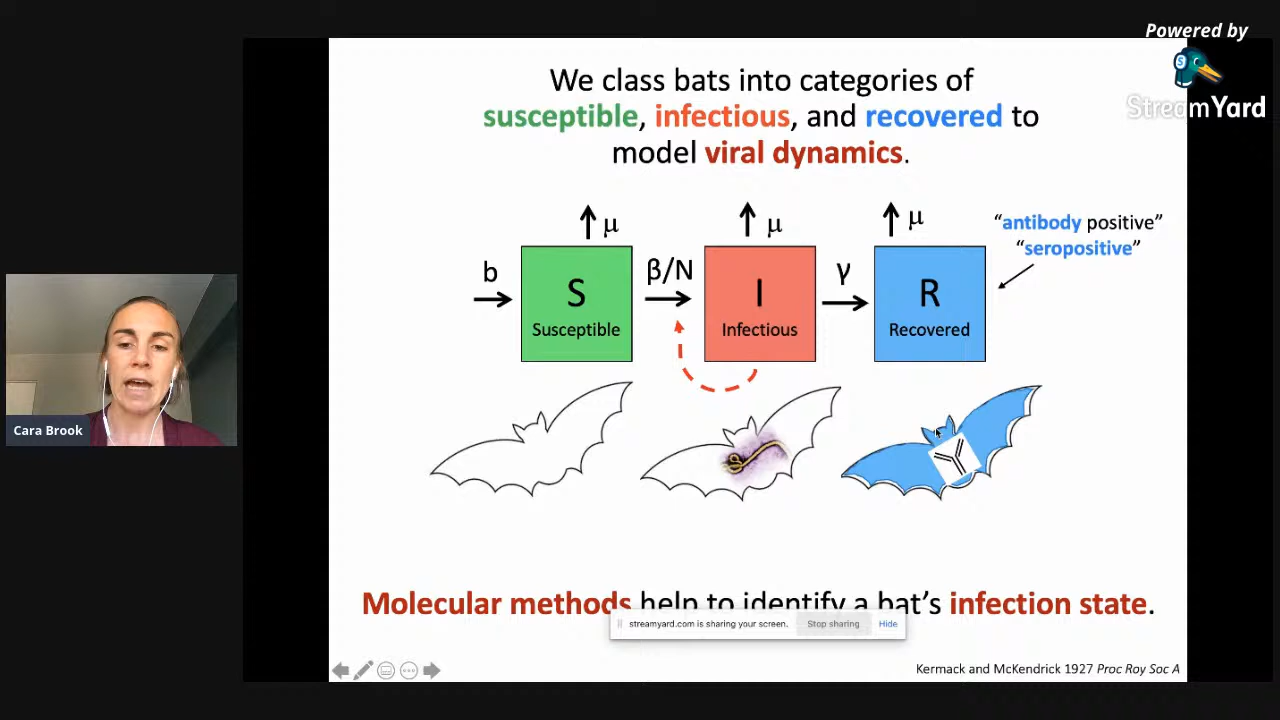 Powered by
StreamYard
We class bats into categories of
susceptible, infectious, and recovered to
model viral dynamics.
μ
μ
μ
"antibody positive"
"seropositive"
b
β/N
γ
S
Susceptible
I
Infectious
R
Recovered
Cara Brook
Molecular methods help to identify a bat's infection state.
streamyard.com is sharing your screen.
Stop sharing
Hide
Kermack and McKendrick 1927 Proc Roy Soc A